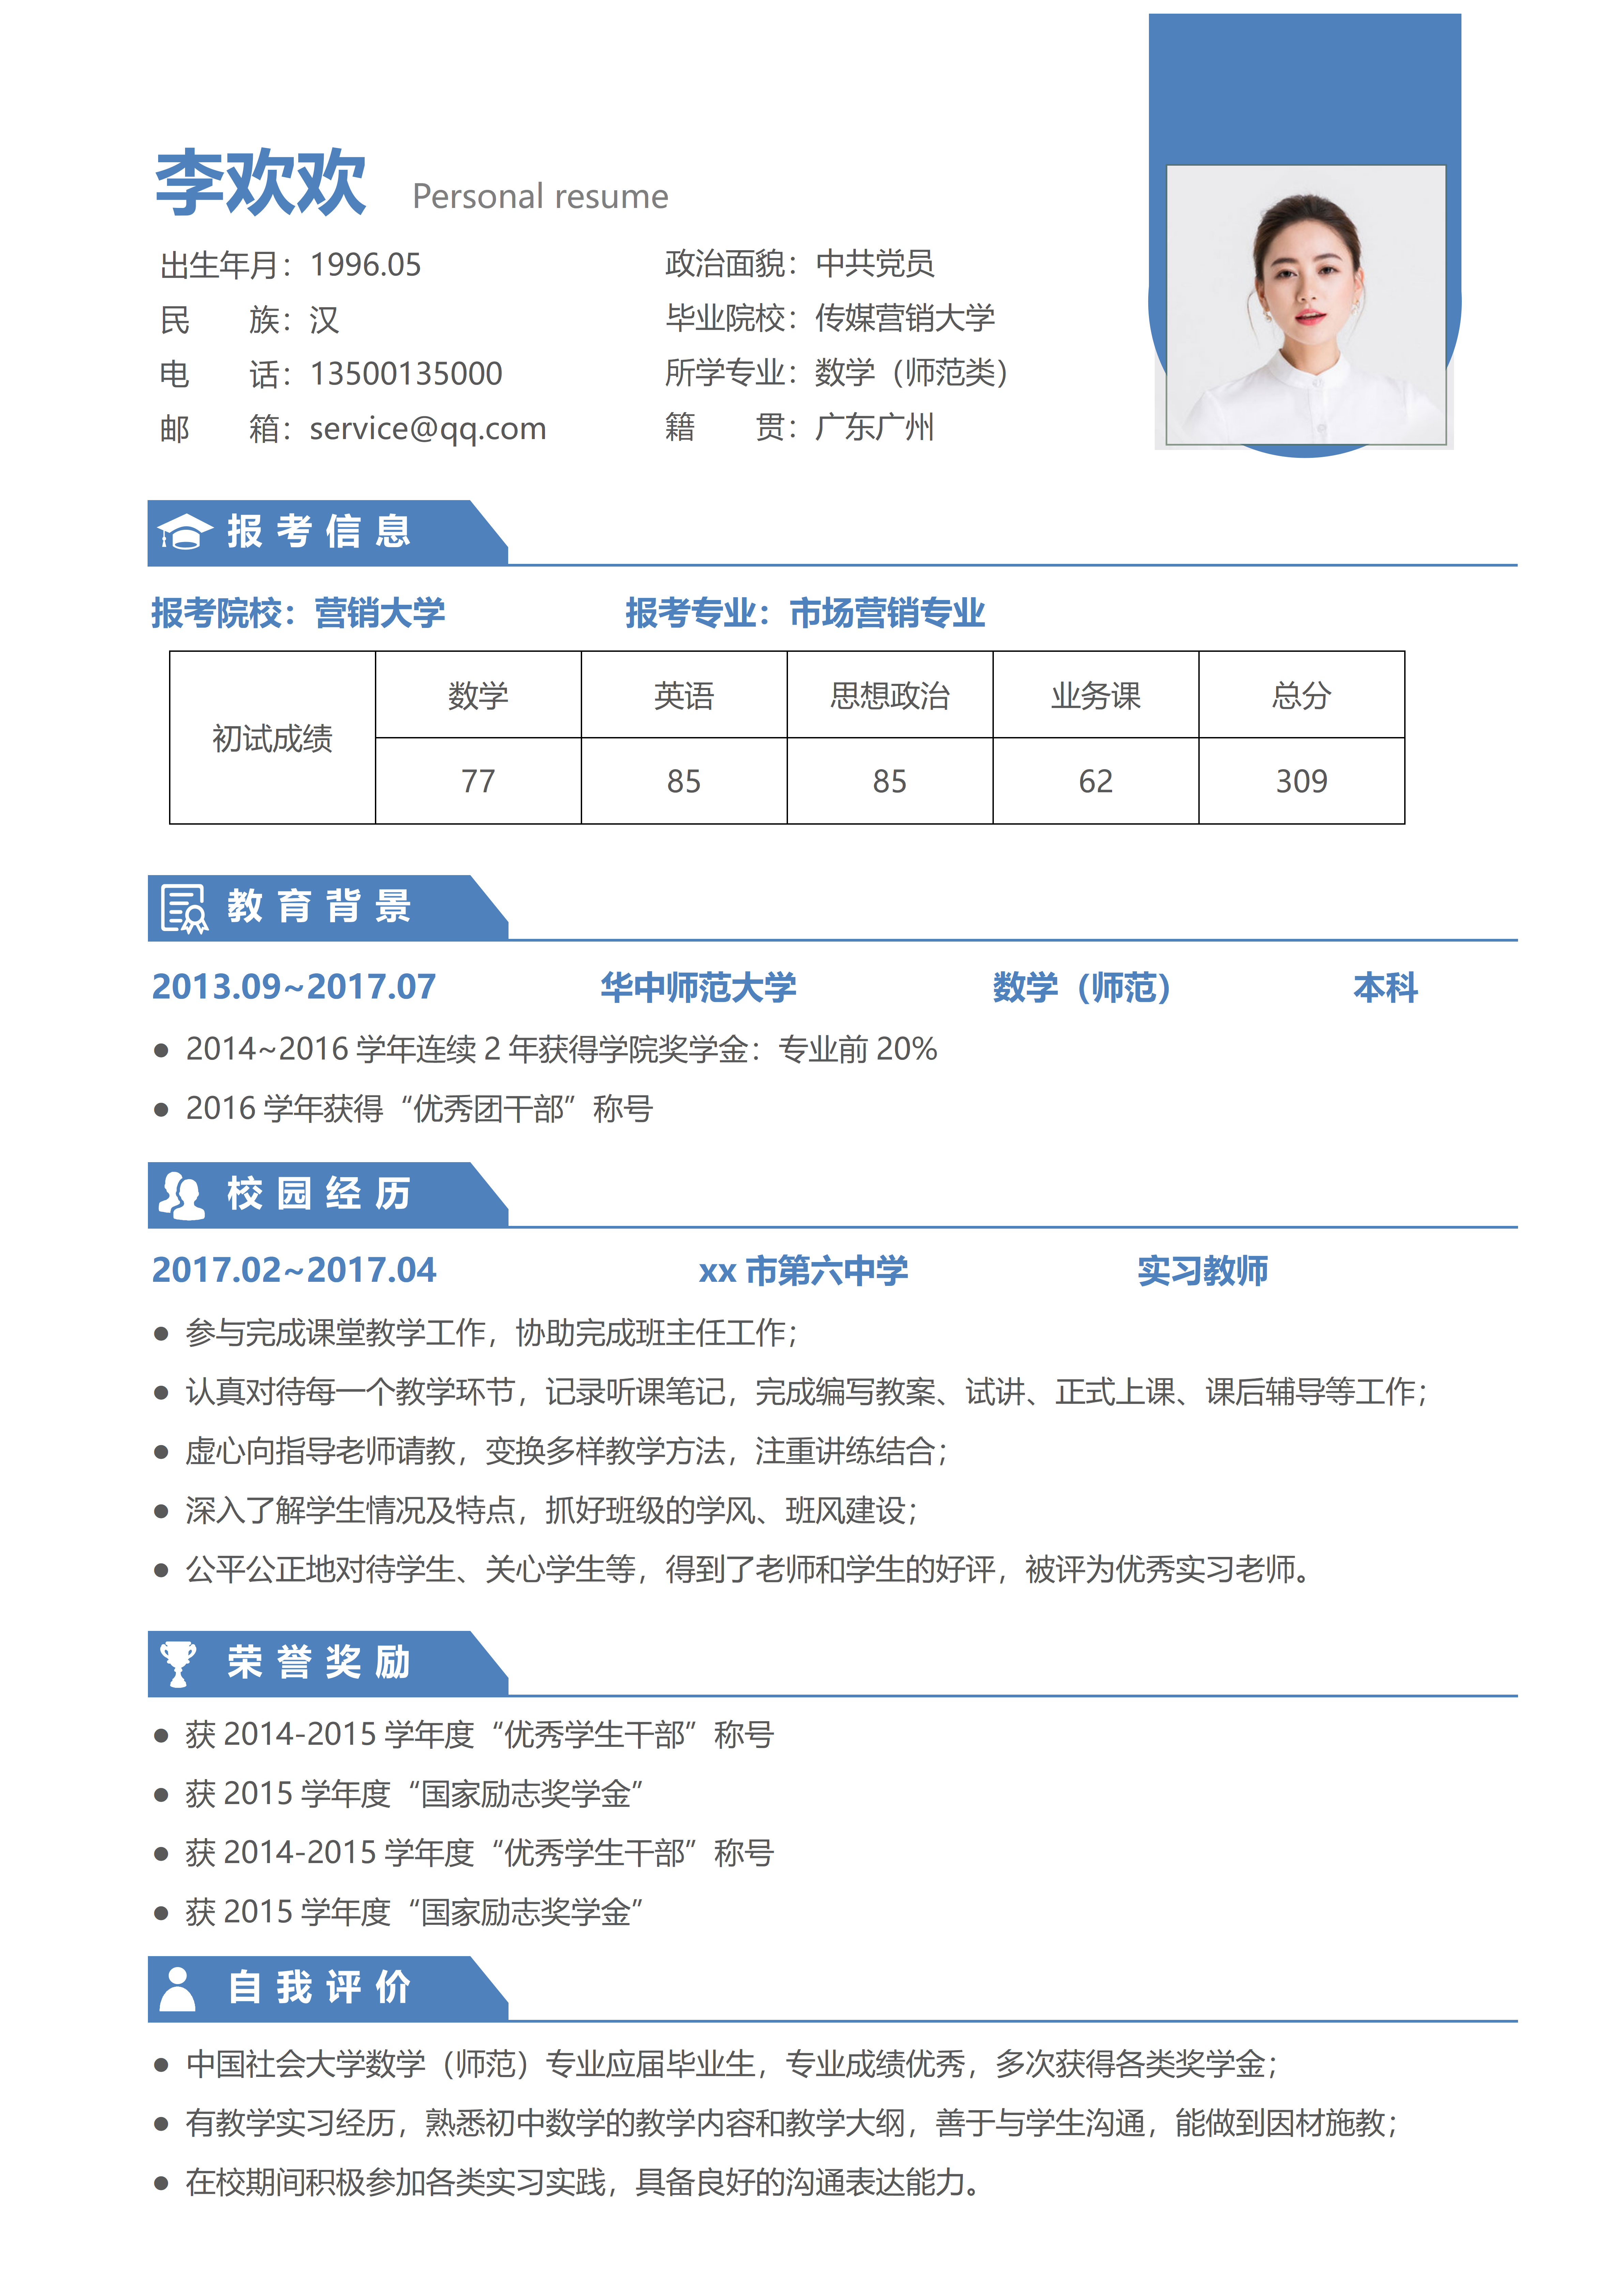 李欢欢 Personal resume
出生年月：1996.05 政治面貌：中共党员
民 族：汉 毕业院校：传媒营销大学
电 话：13500135000 所学专业：数学（师范类）
邮 箱：service@qq.com 籍 贯：广东广州
报考信息
报考院校：营销大学 报考专业：市场营销专业
初试成绩 数学 英语 思想政治 业务课 总分
77 85 85 62 309
教育背景
2013.09~2017.07 华中师范大学 数学（师范） 本科
● 2014~2016 学年连续 2 年获得学院奖学金：专业前 20%
● 2016 学年获得“优秀团干部”称号
校园经历
2017.02~2017.04 xx 市第六中学 实习教师
● 参与完成课堂教学工作，协助完成班主任工作；
● 认真对待每一个教学环节，记录听课笔记，完成编写教案、试讲、正式上课、课后辅导等工作；
● 虚心向指导老师请教，变换多样教学方法，注重讲练结合；
● 深入了解学生情况及特点，抓好班级的学风、班风建设；
● 公平公正地对待学生、关心学生等，得到了老师和学生的好评，被评为优秀实习老师。
荣誉奖励
● 获 2014-2015 学年度“优秀学生干部”称号
● 获 2015 学年度“国家励志奖学金”
● 获 2014-2015 学年度“优秀学生干部”称号
● 获 2015 学年度“国家励志奖学金”
自我评价
● 中国社会大学数学（师范）专业应届毕业生，专业成绩优秀，多次获得各类奖学金；
● 有教学实习经历，熟悉初中数学的教学内容和教学大纲，善于与学生沟通，能做到因材施教；
● 在校期间积极参加各类实习实践，具备良好的沟通表达能力。